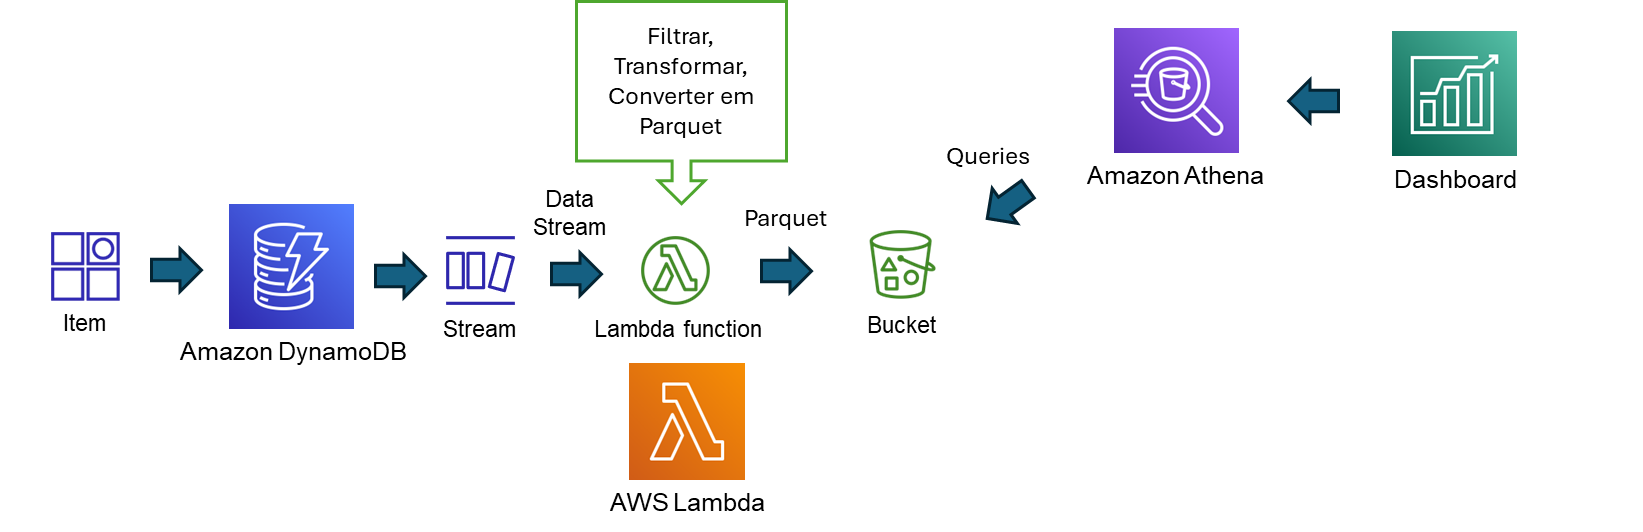 Filtrar,
Transformar,
Converter em
Parquet
Queries
Amazon Athena
Dashboard
Data
Stream
Parquet
Item
Amazon DynamoDB
Stream
Lambda function
Bucket
AWS Lambda